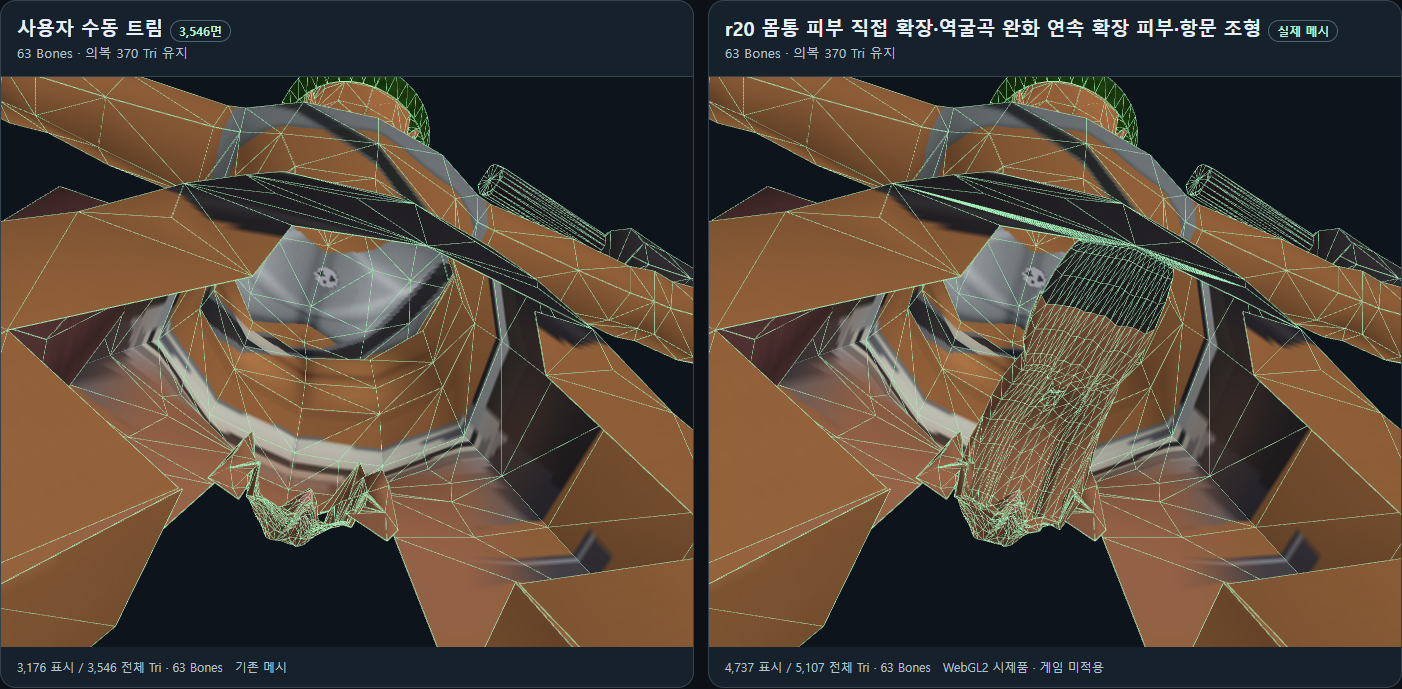 사용자 수동 트림 3,546면
63 Bones · 의복 370 Tri 유지
3,176 표시 / 3,546 전체 Tri · 63 Bones 기존 메시
r20 몸통 피부 직접 확장·역굴곡 완화 연속 확장 피부·항문 조형 실제 메시
63 Bones · 의복 370 Tri 유지
4,737 표시 / 5,107 전체 Tri · 63 Bones WebGL2 시제품 · 게임 미적용